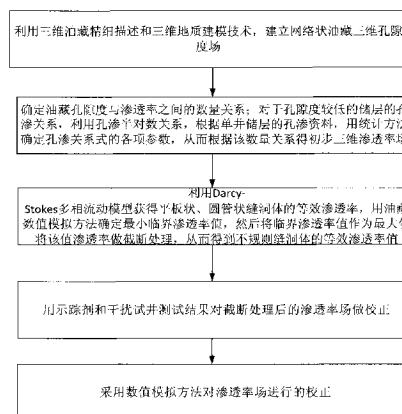 利用三维油藏精细描述和三维地质建模技术，建立网络状油藏三维孔隙
度场
确定油藏孔隙度与渗透率之间的数量关系；对于孔隙度较低的储层的孔
渗关系，利用孔渗半对数关系，根据单井储层的孔渗资料，用统计方法
确定孔渗关系式的各项参数，从而根据该数量关系得初步三维渗透率场
利用Darcy-
Stokes多相流动模型获得平板状、圆管状缝洞体的等效渗透率，用油藏
数值模拟方法确定最小临界渗透率值，然后将临界渗透率值作为最大值
将该值渗透率做截断处理，从而得到不规则缝洞体的等效渗透率值
用示踪剂和干扰试井测试结果对截断处理后的渗透率场做校正
采用数值模拟方法对渗透率场进行的校正